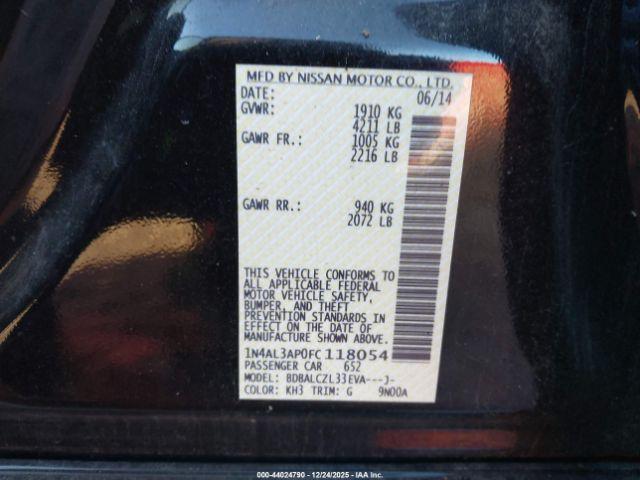 MFD BY NISSAN MOTOR CO., LTD.
DATE: 06/14
GVWR: 1910 KG
4211 LB
GAWR FR.: 1005 KG
2216 LB
GAWR RR.: 940 KG
2072 LB
THIS VEHICLE CONFORMS TO
ALL APPLICABLE FEDERAL
MOTOR VEHICLE SAFETY,
BUMPER, AND THEFT
PREVENTION STANDARDS IN
EFFECT ON THE DATE OF
MANUFACTURE SHOWN ABOVE.
1N4AL3AP0FC118054
PASSENGER CAR 652
MODEL: BDBALCZL33EVA---J-
COLOR: KH3 TRIM: G 9N00A
000-44024790 - 12/24/2025 - IAA Inc.